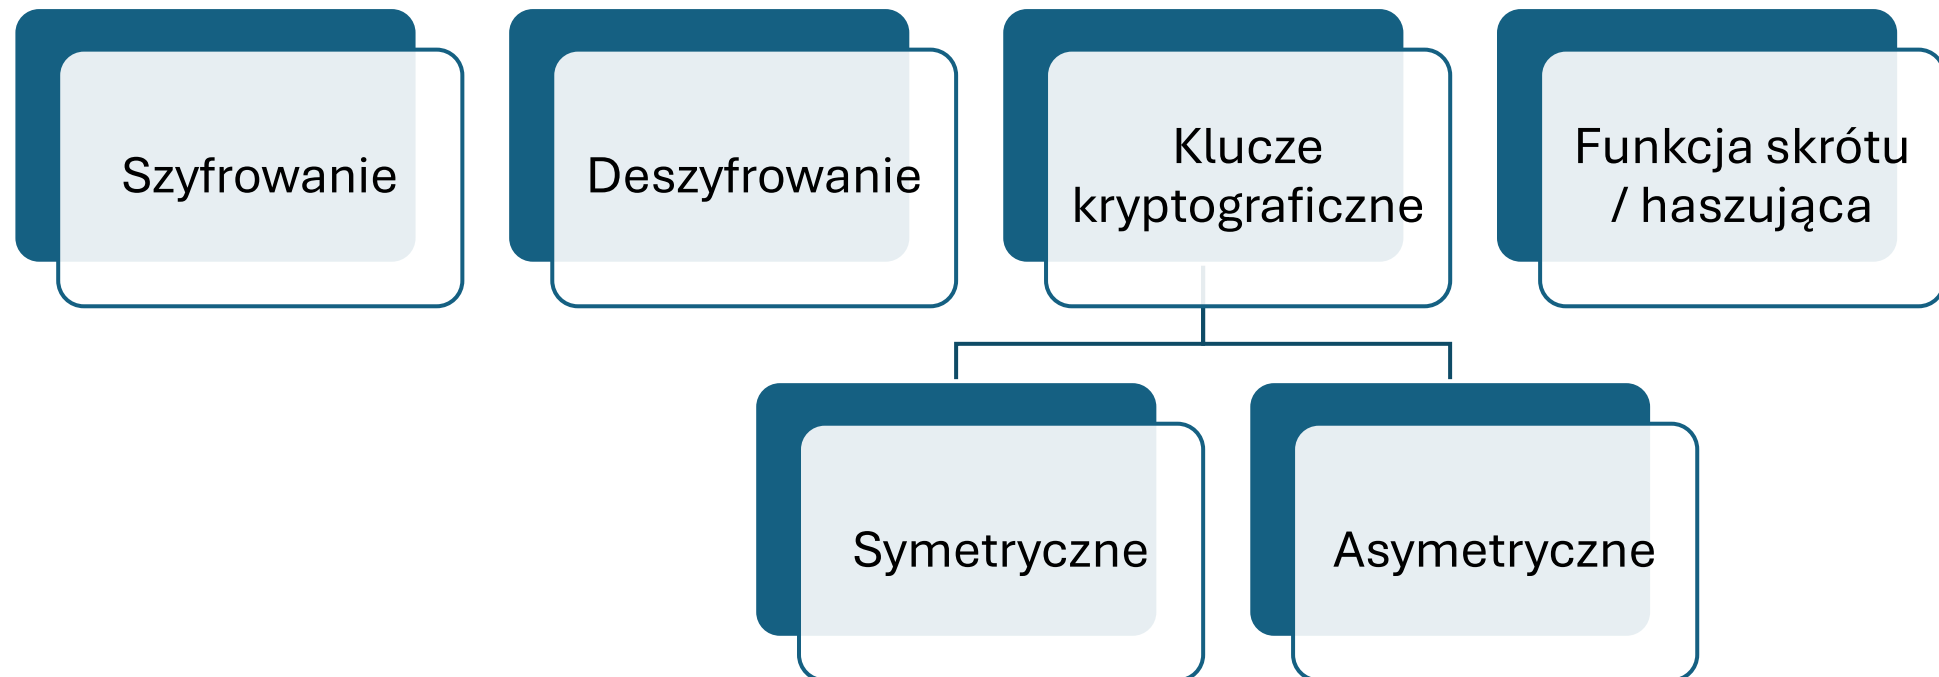 Szyfrowanie
Deszyfrowanie
Klucze
kryptograficzne
Funkcja skrótu
/ haszująca
Symetryczne
Asymetryczne